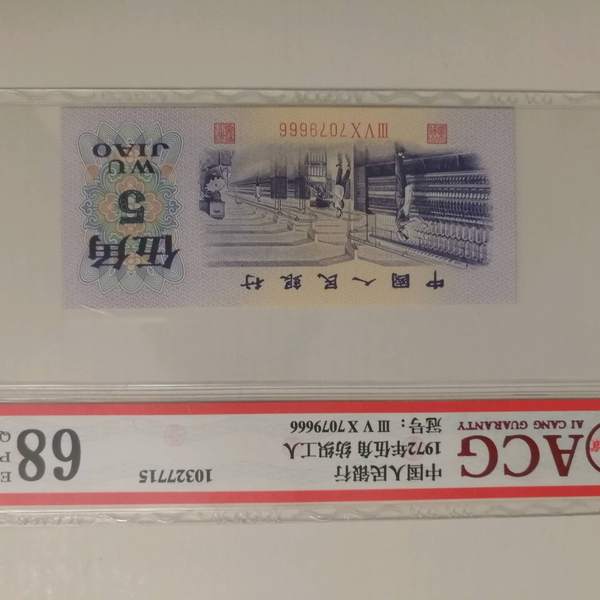 ACG
AI CANG GUARANTY
中国人民银行
1972年伍角 纺织工人
冠号：ⅢⅤⅩ7079666
10327715
68
E
P
Q
中國人民銀行
伍角
5
WU
JIAO
ⅢⅤⅩ7079666